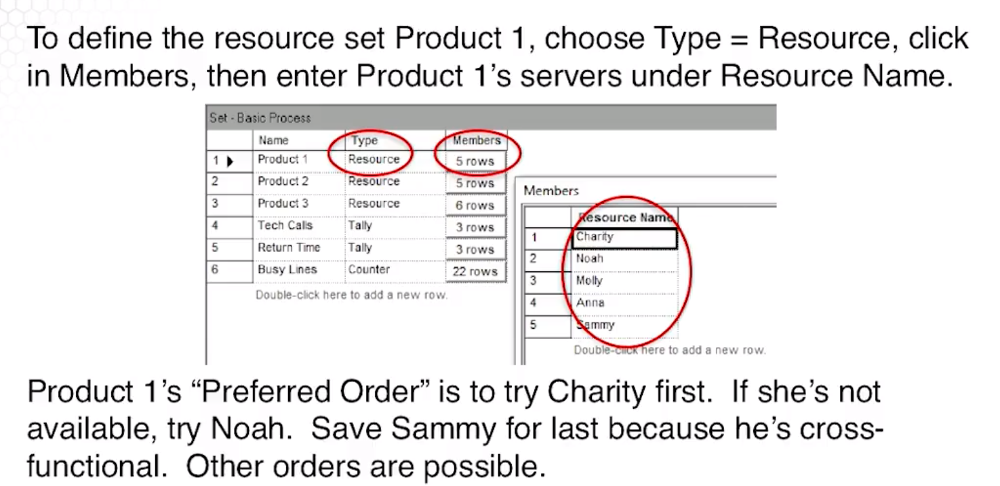 To define the resource set Product 1, choose Type = Resource, click
in Members, then enter Product 1's servers under Resource Name.
Set - Basic Process
Name Type Members
1 Product 1 Resource 5 rows
2 Product 2 Resource 5 rows
3 Product 3 Resource 6 rows
4 Tech Calls Tally 3 rows
5 Return Time Tally 3 rows
6 Busy Lines Counter 22 rows
Double-click here to add a new row.
Members
Resource Name
1 Charity
2 Noah
3 Molly
4 Anna
5 Sammy
Double-click here to add a new row.
Product 1's “Preferred Order” is to try Charity first.  If she's not
available, try Noah.  Save Sammy for last because he's cross-
functional.  Other orders are possible.